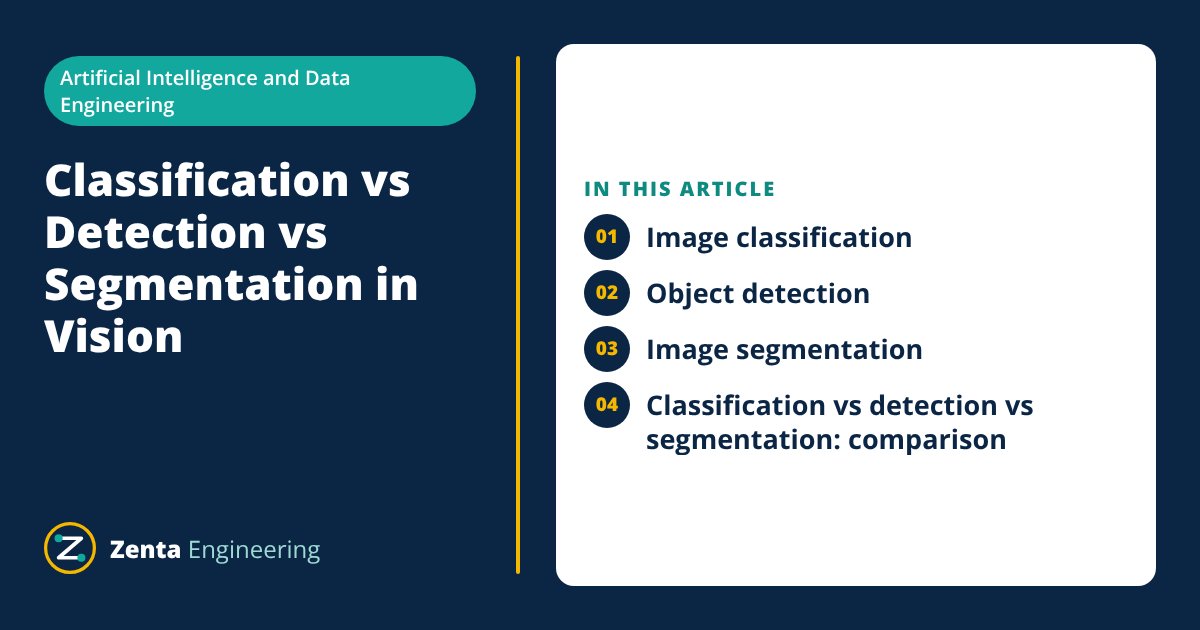 Artificial Intelligence and Data
Engineering
Classification vs
Detection vs
Segmentation in
Vision
Zenta Engineering
IN THIS ARTICLE
01 Image classification
02 Object detection
03 Image segmentation
04 Classification vs detection vs
segmentation: comparison